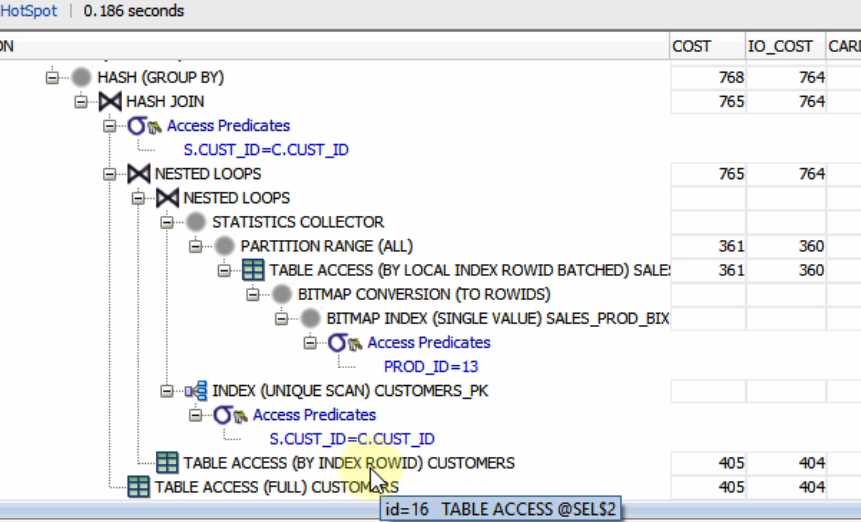 HotSpot | 0.186 seconds
ON COST IO_COST CARD
HASH (GROUP BY) 768 764
HASH JOIN 765 764
Access Predicates
S.CUST_ID=C.CUST_ID
NESTED LOOPS 765 764
NESTED LOOPS
STATISTICS COLLECTOR
PARTITION RANGE (ALL) 361 360
TABLE ACCESS (BY LOCAL INDEX ROWID BATCHED) SALES 361 360
BITMAP CONVERSION (TO ROWIDS)
BITMAP INDEX (SINGLE VALUE) SALES_PROD_BIX
Access Predicates
PROD_ID=13
INDEX (UNIQUE SCAN) CUSTOMERS_PK
Access Predicates
S.CUST_ID=C.CUST_ID
TABLE ACCESS (BY INDEX ROWID) CUSTOMERS 405 404
TABLE ACCESS (FULL) CUSTOMERS 405 404
id=16 TABLE ACCESS @SEL$2